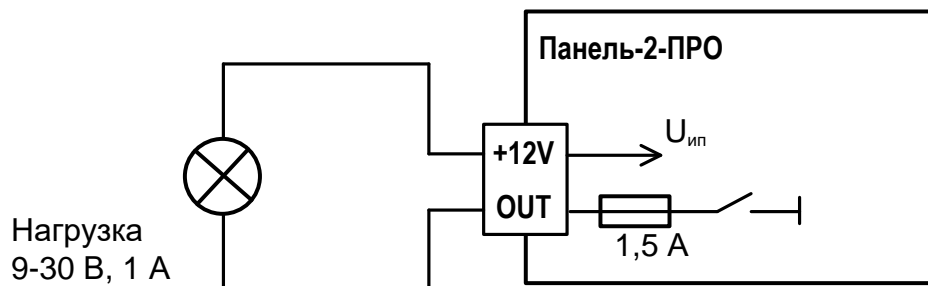 Панель-2-ПРО
+12V
Uип
OUT
1,5 А
Нагрузка
9-30 В, 1 А